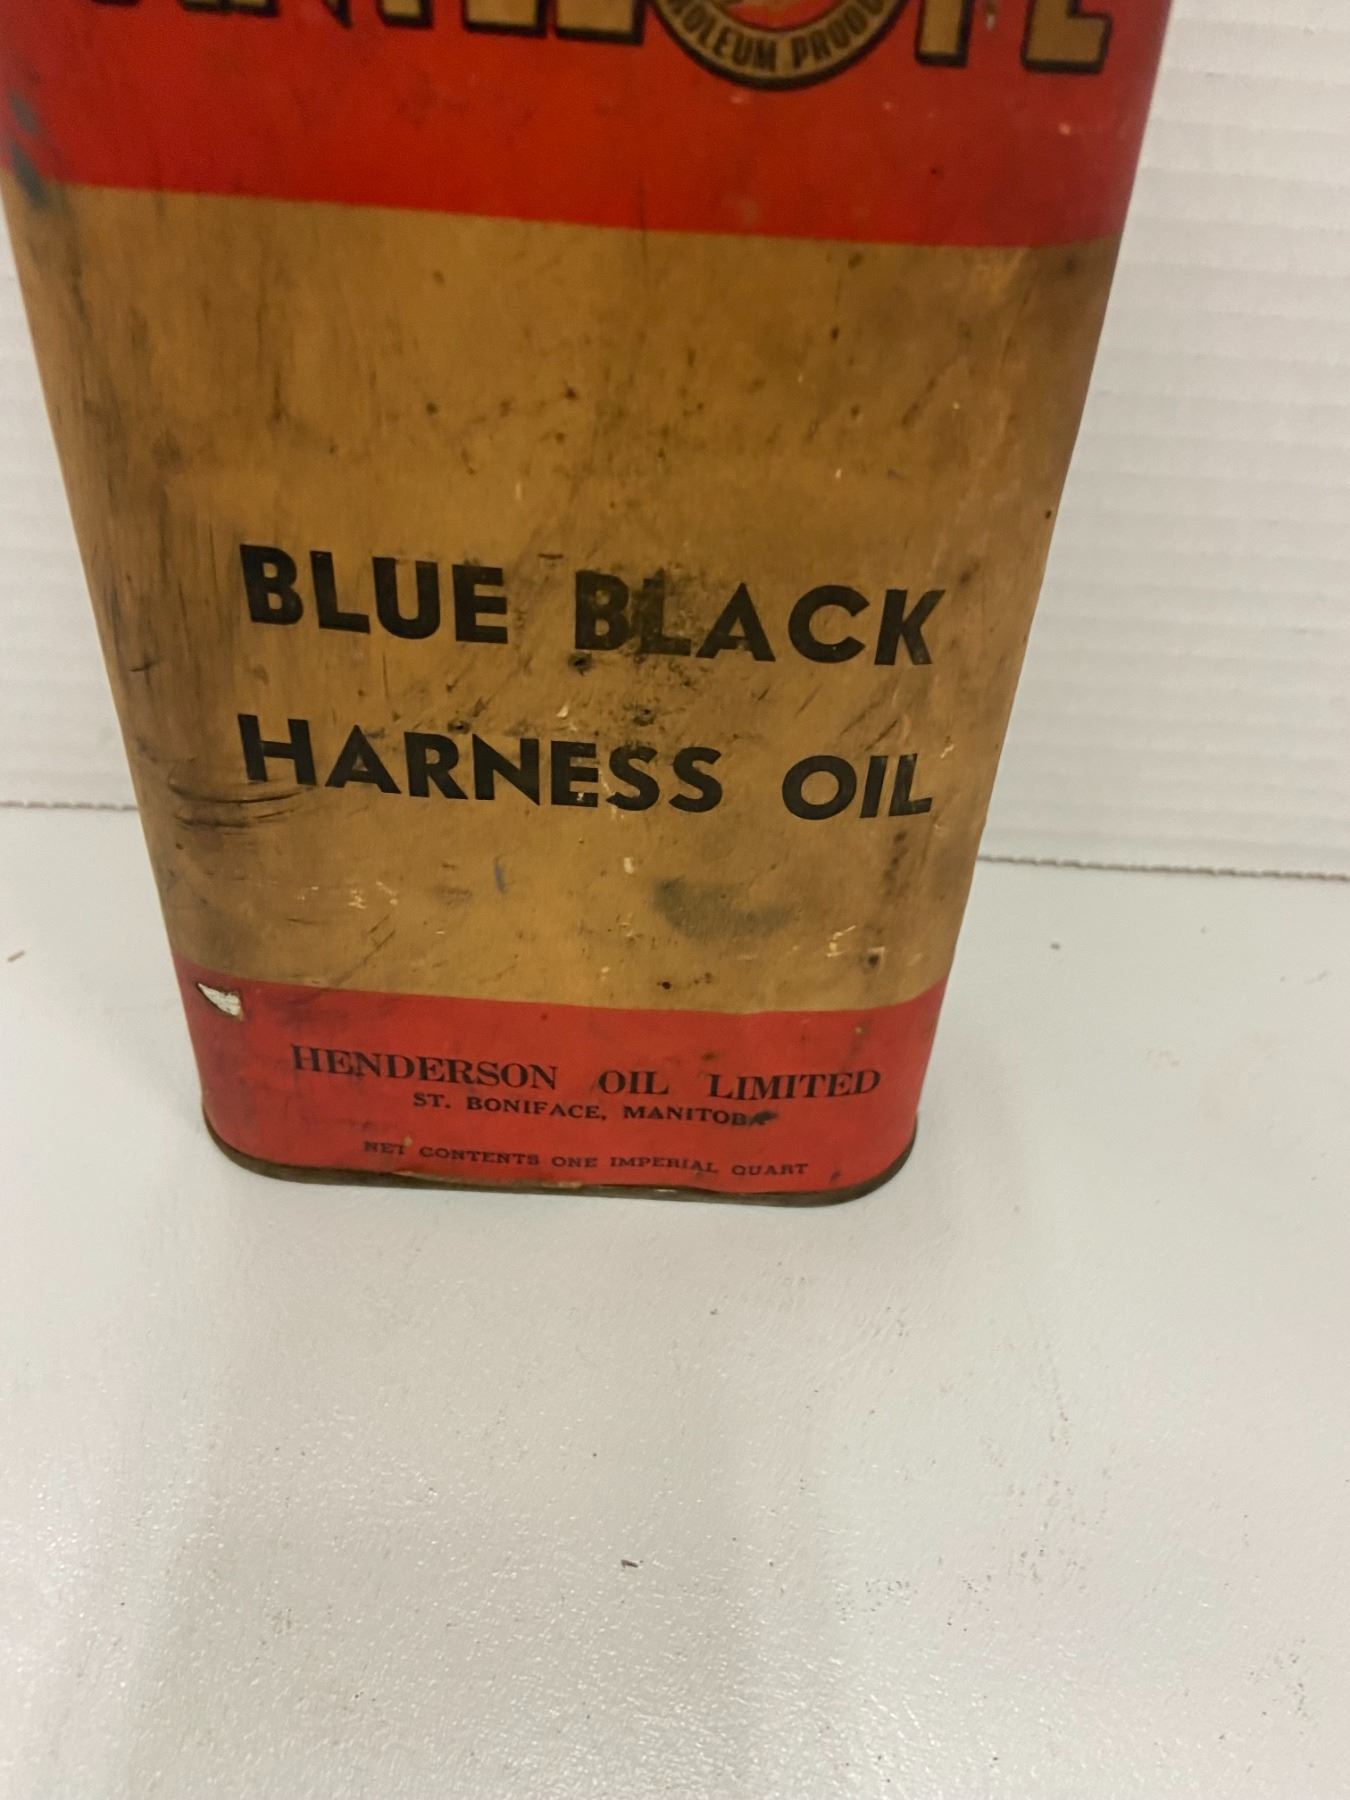 BLUE BLACK
HARNESS OIL
HENDERSON OIL LIMITED
ST. BONIFACE, MANITOBA
NET CONTENTS ONE IMPERIAL QUART